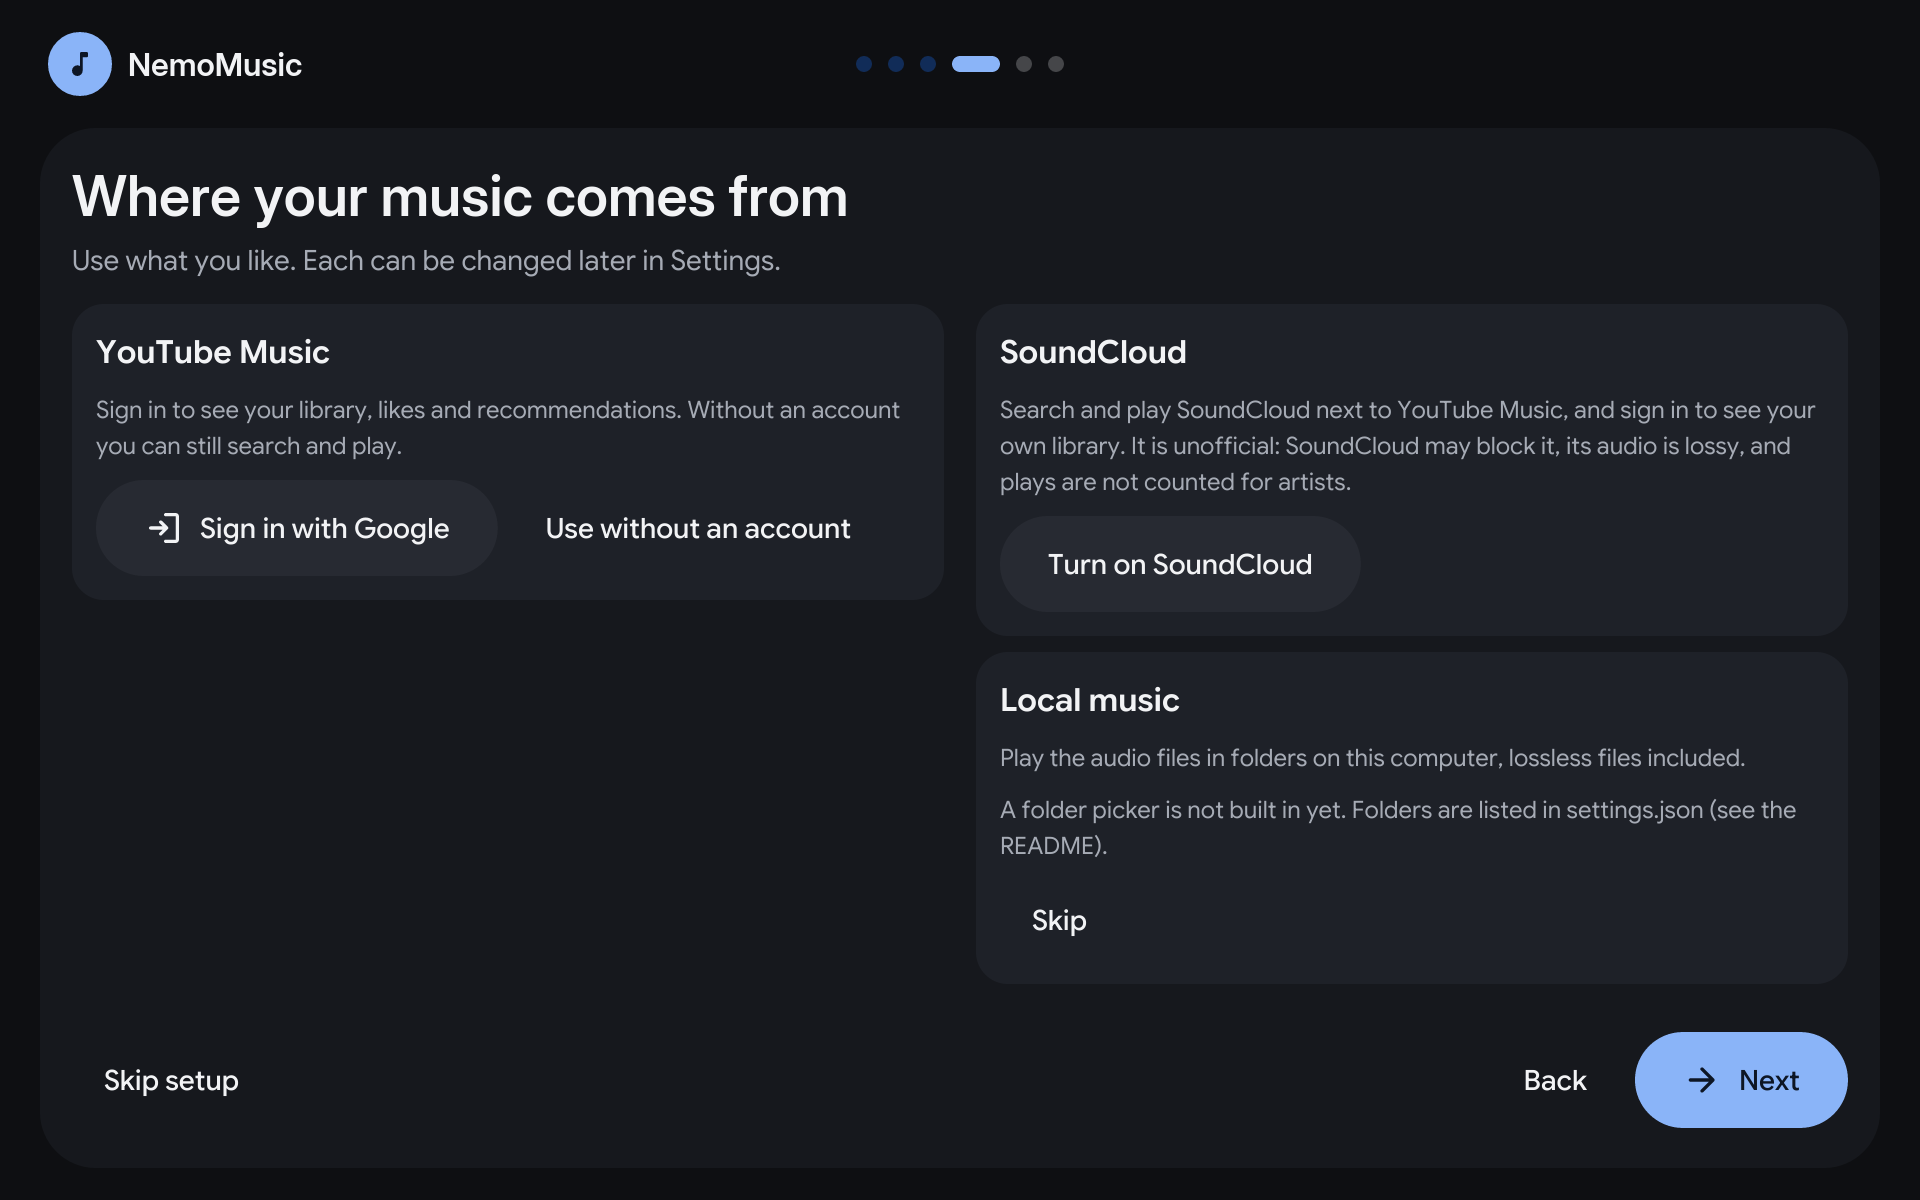 NemoMusic
Where your music comes from
Use what you like. Each can be changed later in Settings.
YouTube Music
Sign in to see your library, likes and recommendations. Without an account
you can still search and play.
Sign in with Google
Use without an account
SoundCloud
Search and play SoundCloud next to YouTube Music, and sign in to see your
own library. It is unofficial: SoundCloud may block it, its audio is lossy, and
plays are not counted for artists.
Turn on SoundCloud
Local music
Play the audio files in folders on this computer, lossless files included.
A folder picker is not built in yet. Folders are listed in settings.json (see the
README).
Skip
Skip setup
Back
Next